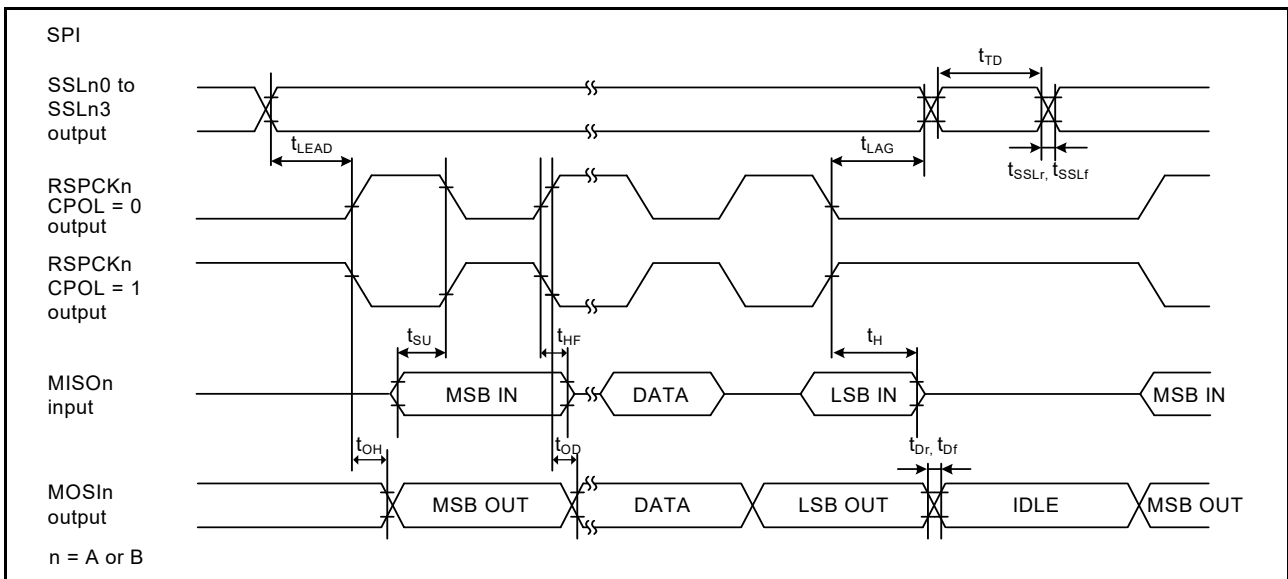 SPI
tTD
SSLn0 to
SSLn3
output
tLEAD
tLAG
tSSLr, tSSLf
RSPCKn
CPOL = 0
output
RSPCKn
CPOL = 1
output
tSU
tHF
tH
MISOn
input
MSB IN
DATA
LSB IN
MSB IN
tOH
tOD
tDr, tDf
MOSIn
output
MSB OUT
DATA
LSB OUT
IDLE
MSB OUT
n = A or B